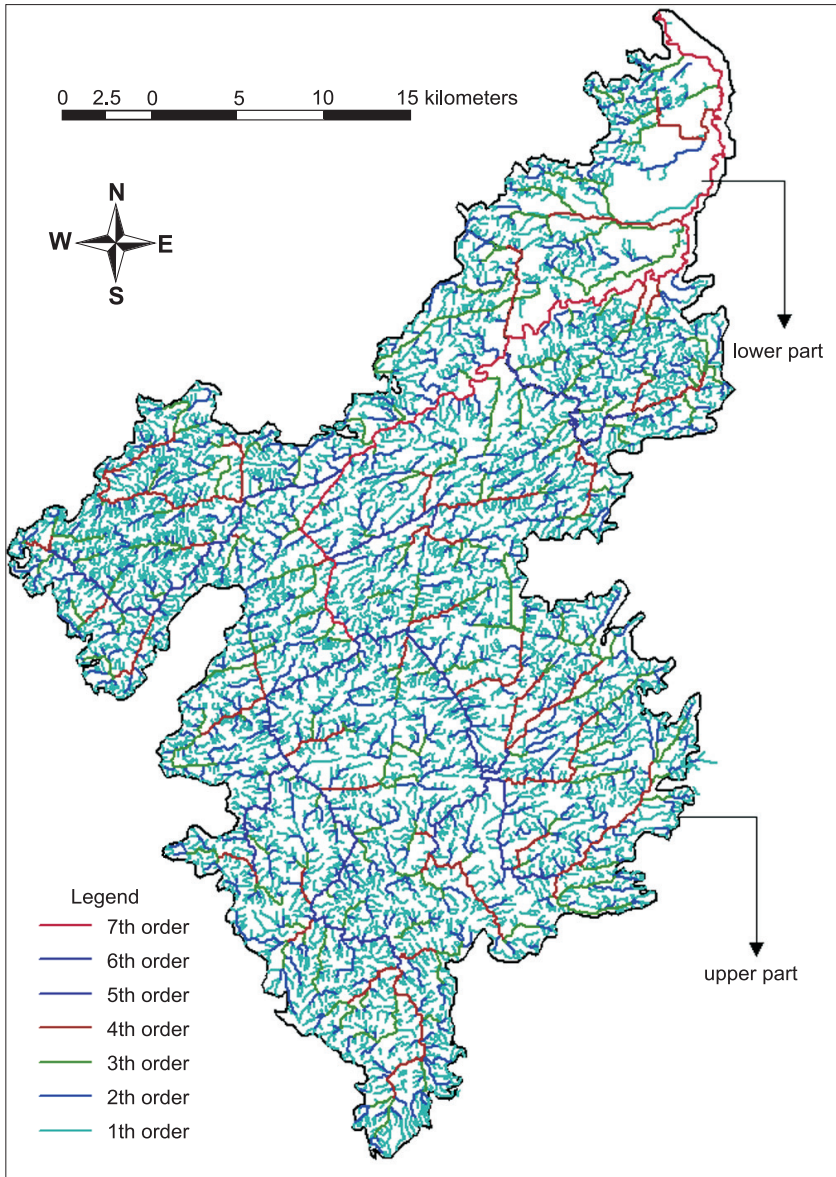 0 2.5 0 5 10 15 kilometers
N
W E
S
lower part
upper part
Legend
7th order
6th order
5th order
4th order
3th order
2th order
1th order